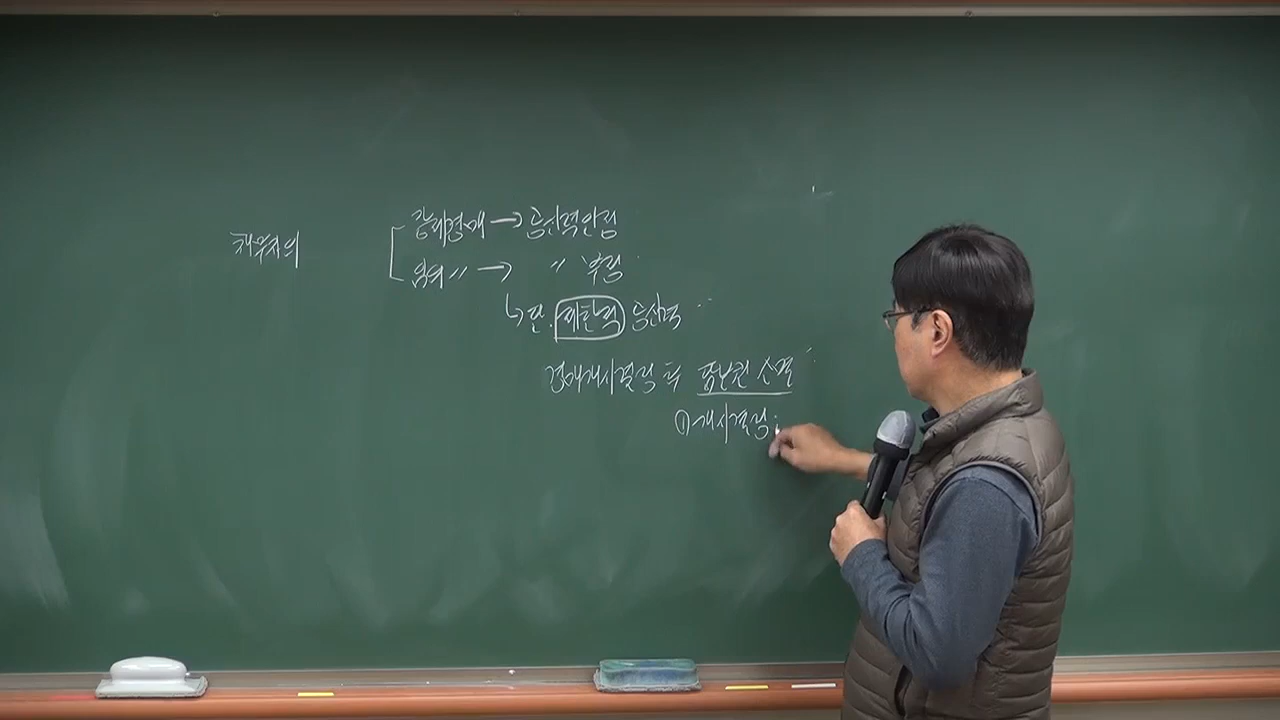 채무자의
강제경매 → 공신력 인정
임의 〃 → 〃 부정
↳ 단. 제한적 공신력
경매개시결정 후 담보권 소멸
① 개시결정